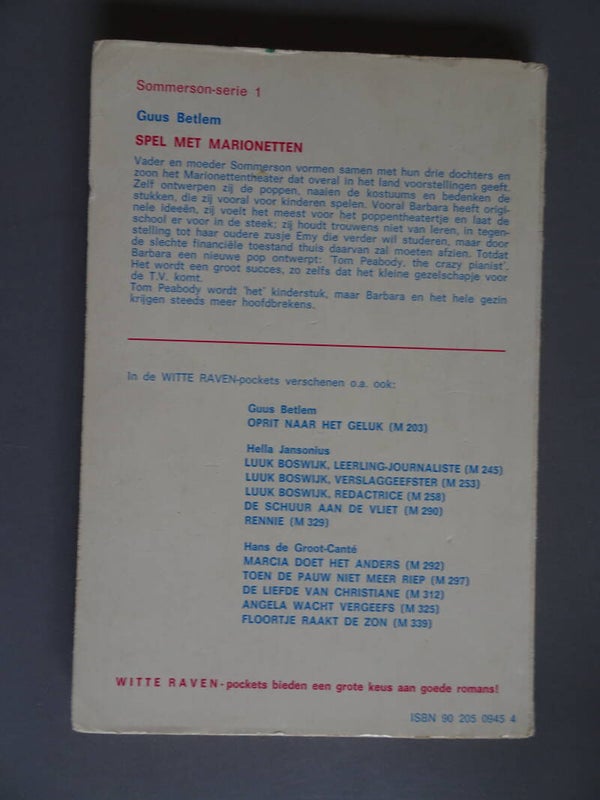 Sommerson-serie 1
Guus Betlem
SPEL MET MARIONETTEN
Vader en moeder Sommerson vormen samen met hun drie dochters en
zoon het Marionettentheater dat overal in het land voorstellingen geeft.
Zelf ontwerpen zij de poppen, naaien de kostuums en bedenken de
stukken, die zij vooral voor kinderen spelen. Vooral Barbara heeft origi-
nele ideeën, zij voelt het meest voor het poppentheatertje en laat de
school er voor in de steek; zij houdt trouwens niet van leren, in tegen-
stelling tot haar oudere zusje Emy die verder wil studeren, maar door
de slechte financiële toestand thuis daarvan zal moeten afzien. Totdat
Barbara een nieuwe pop ontwerpt: 'Tom Peabody, the crazy pianist'.
Het wordt een groot succes, zo zelfs dat het kleine gezelschapje voor
de T.V. komt.
Tom Peabody wordt 'het' kinderstuk, maar Barbara en het hele gezin
krijgen steeds meer hoofdbrekens.
In de WITTE RAVEN-pockets verschenen o.a. ook:
Guus Betlem
OPRIT NAAR HET GELUK (M 203)
Hella Jansonius
LUUK BOSWIJK, LEERLING-JOURNALISTE (M 245)
LUUK BOSWIJK, VERSLAGGEEFSTER (M 253)
LUUK BOSWIJK, REDACTRICE (M 258)
DE SCHUUR AAN DE VLIET (M 290)
RENNIE (M 329)
Hans de Groot-Canté
MARCIA DOET HET ANDERS (M 292)
TOEN DE PAUW NIET MEER RIEP (M 297)
DE LIEFDE VAN CHRISTIANE (M 312)
ANGELA WACHT VERGEEFS (M 325)
FLOORTJE RAAKT DE ZON (M 339)
WITTE RAVEN-pockets bieden een grote keus aan goede romans!
ISBN 90 205 0945 4